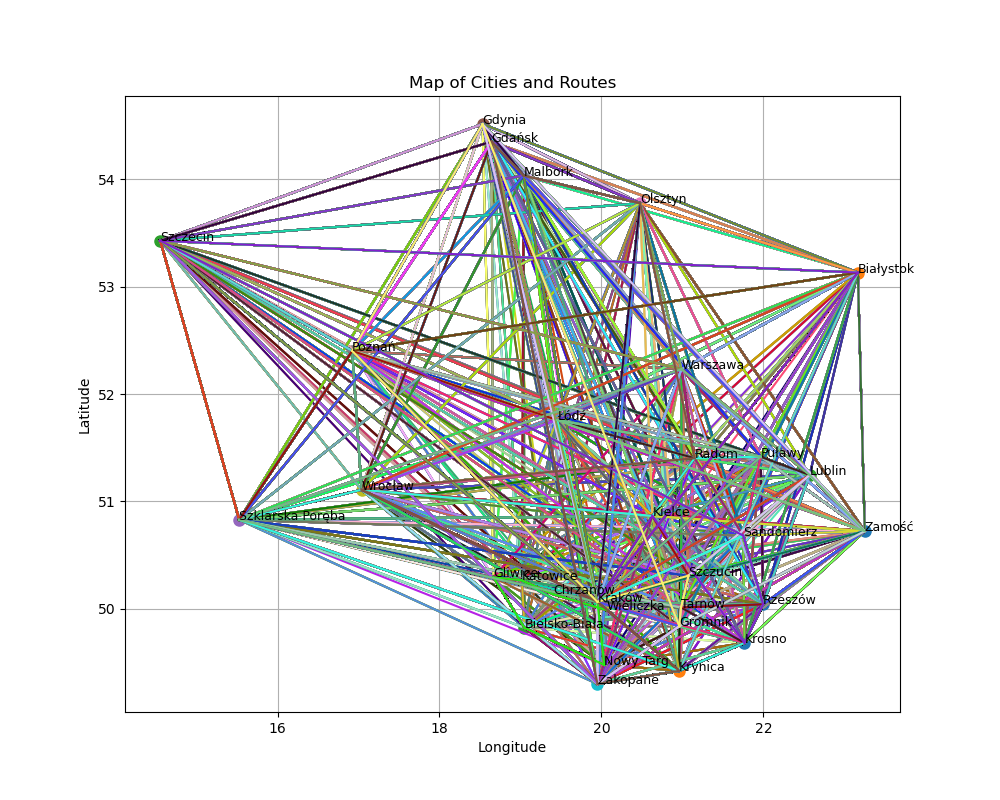 Map of Cities and Routes
Gdynia
Gdańsk
Malbork
54
Olsztyn
Szczecin
Białystok
53
Poznań
Warszawa
52
Łódź
Latitude
Radom
Puławy
Lublin
Wrocław
51
Szklarska Poręba
Kielce
Zamość
Sandomierz
Gliwice
Katowice
Szczucin
Chrzanów
Kraków
Wieliczka
Tarnów
Rzeszów
50
Bielsko-Biala
Gromnik
Krosno
Nowy Targ
Krynica
Zakopane
16
18
20
22
Longitude